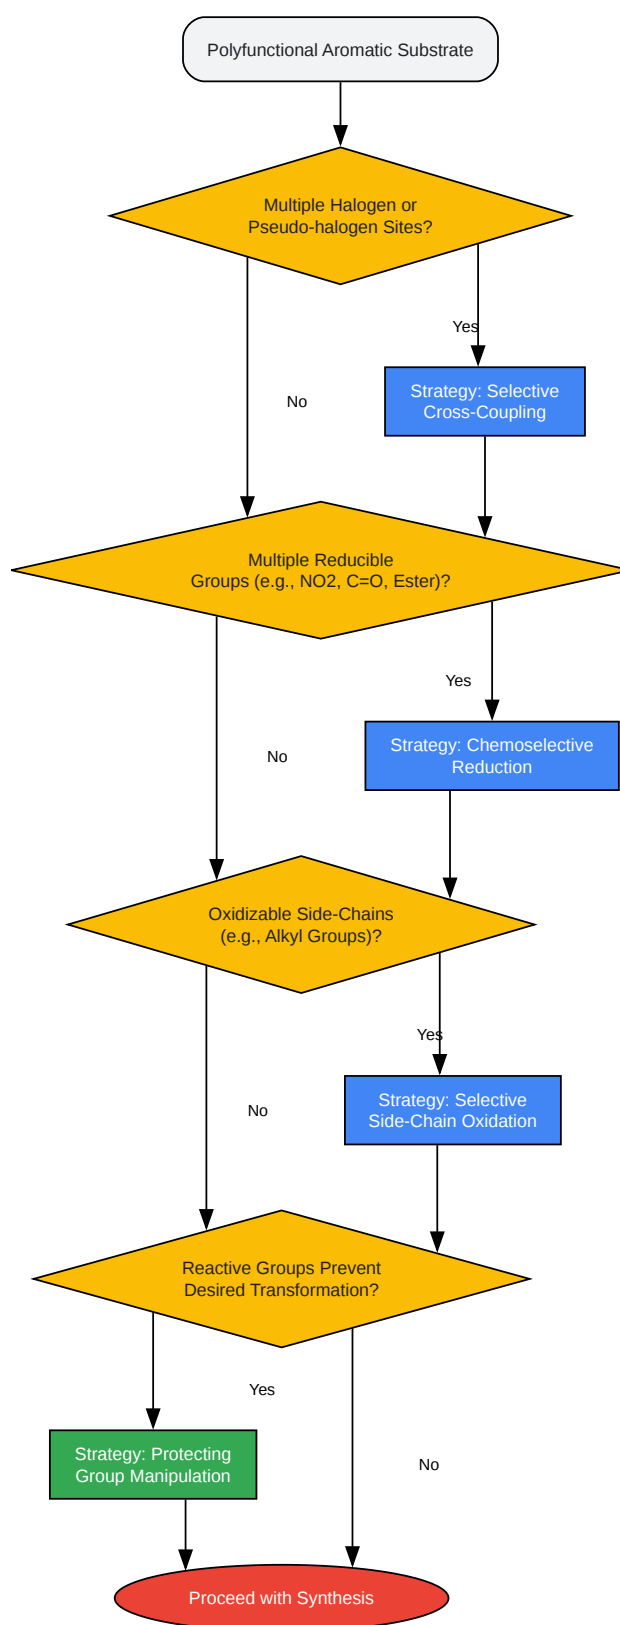 Polyfunctional Aromatic Substrate
Multiple Halogen or
Pseudo-halogen Sites?
Yes
Strategy: Selective
Cross-Coupling
No
Multiple Reducible
Groups (e.g., NO2, C=O, Ester)?
Yes
Strategy: Chemoselective
Reduction
No
Oxidizable Side-Chains
(e.g., Alkyl Groups)?
Yes
Strategy: Selective
Side-Chain Oxidation
No
Reactive Groups Prevent
Desired Transformation?
Yes
Strategy: Protecting
Group Manipulation
No
Proceed with Synthesis